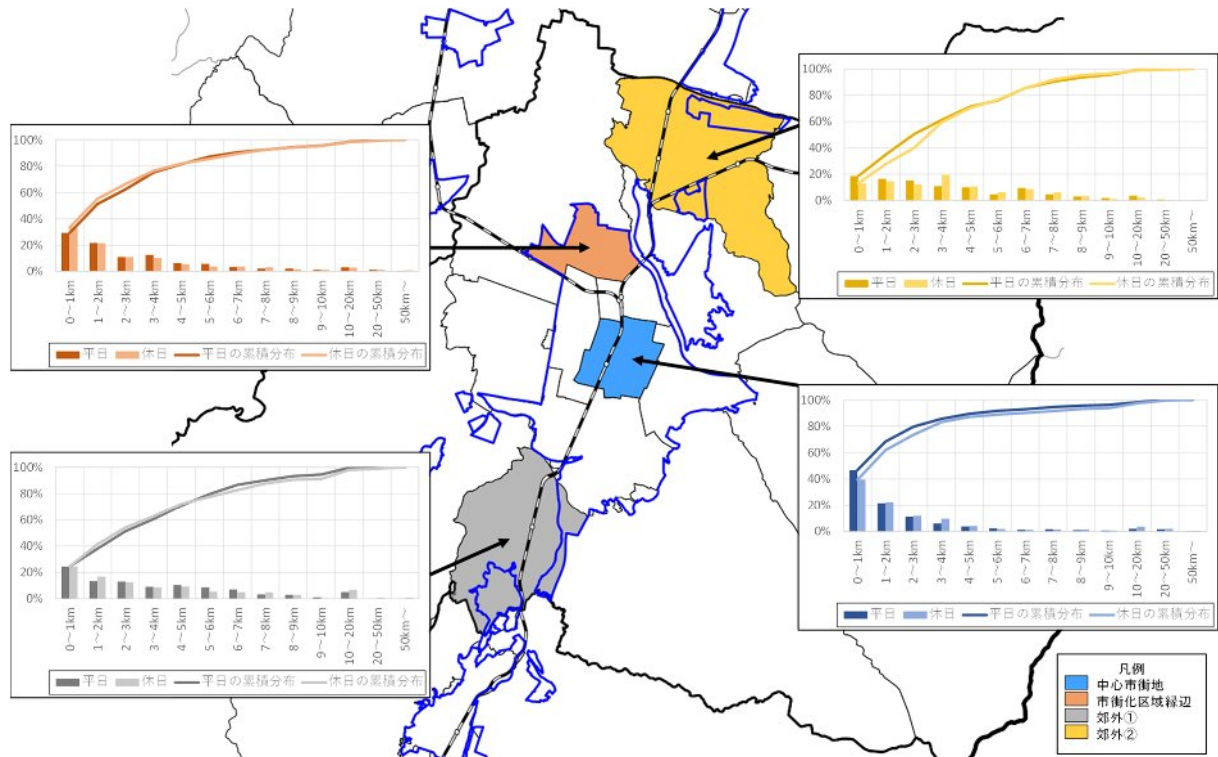 100%
80%
60%
40%
20%
0%
0～1km
1～2km
2～3km
3～4km
4～5km
5～6km
6～7km
7～8km
8～9km
9～10km
10～20km
20～50km
50km～
平日 休日 平日の累積分布 休日の累積分布
100%
80%
60%
40%
20%
0%
0～1km
1～2km
2～3km
3～4km
4～5km
5～6km
6～7km
7～8km
8～9km
9～10km
10～20km
20～50km
50km～
平日 休日 平日の累積分布 休日の累積分布
100%
80%
60%
40%
20%
0%
0～1km
1～2km
2～3km
3～4km
4～5km
5～6km
6～7km
7～8km
8～9km
9～10km
10～20km
20～50km
50km～
平日 休日 平日の累積分布 休日の累積分布
100%
80%
60%
40%
20%
0%
0～1km
1～2km
2～3km
3～4km
4～5km
5～6km
6～7km
7～8km
8～9km
9～10km
10～20km
20～50km
50km～
平日 休日 平日の累積分布 休日の累積分布
凡例
中心市街地
市街化区域縁辺
郊外①
郊外②